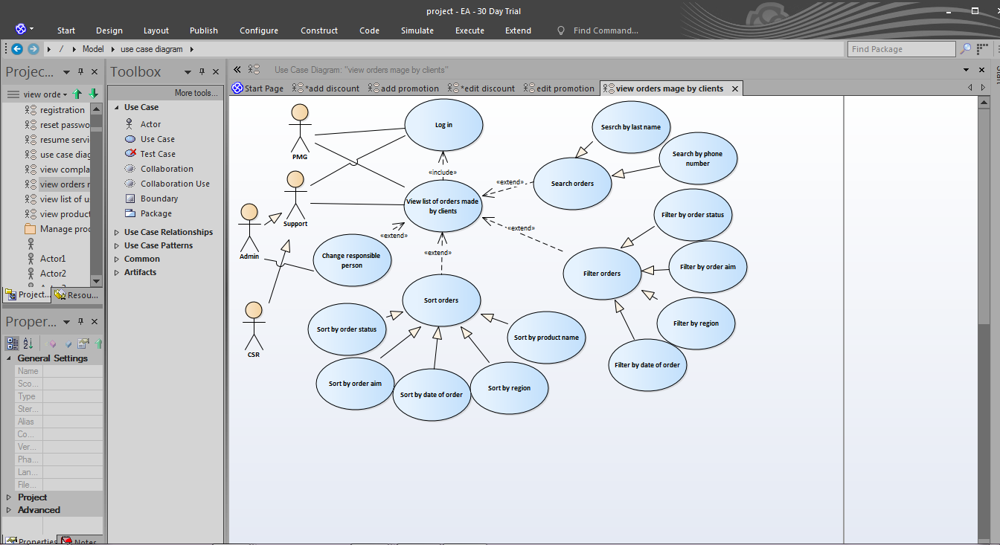 project - EA - 30 Day Trial
Start Design Layout Publish Configure Construct Code Simulate Execute Extend Find Command...
/ Model use case diagram Find Package
Projec...
view orde
registration
reset passwo
resume servi
use case diag
view compla
view orders
view list of us
view product
Manage proc
Actor1
Actor2
Project... Resou...
Proper...
General Settings
Name
Sco...
Type
Ster...
Alias
Co...
Ver...
Pha...
Lan...
File...
Project
Advanced
Properties Notes
Toolbox
More tools...
Use Case
Actor
Use Case
Test Case
Collaboration
Collaboration Use
Boundary
Package
Use Case Relationships
Use Case Patterns
Common
Artifacts
Use Case Diagram: "view orders mage by clients"
Start Page *add discount add promotion *edit discount edit promotion view orders mage by clients
PMG
Support
Admin
CSR
Log in
«include»
View list of orders made
by clients
«extend»
Change responsible
person
«extend»
Search orders
Sesrch by last name
Search by phone
number
«extend»
Filter orders
Filter by order status
Filter by order aim
Filter by region
Filter by date of order
«extend»
Sort orders
Sort by order status
Sort by order aim
Sort by date of order
Sort by region
Sort by product name